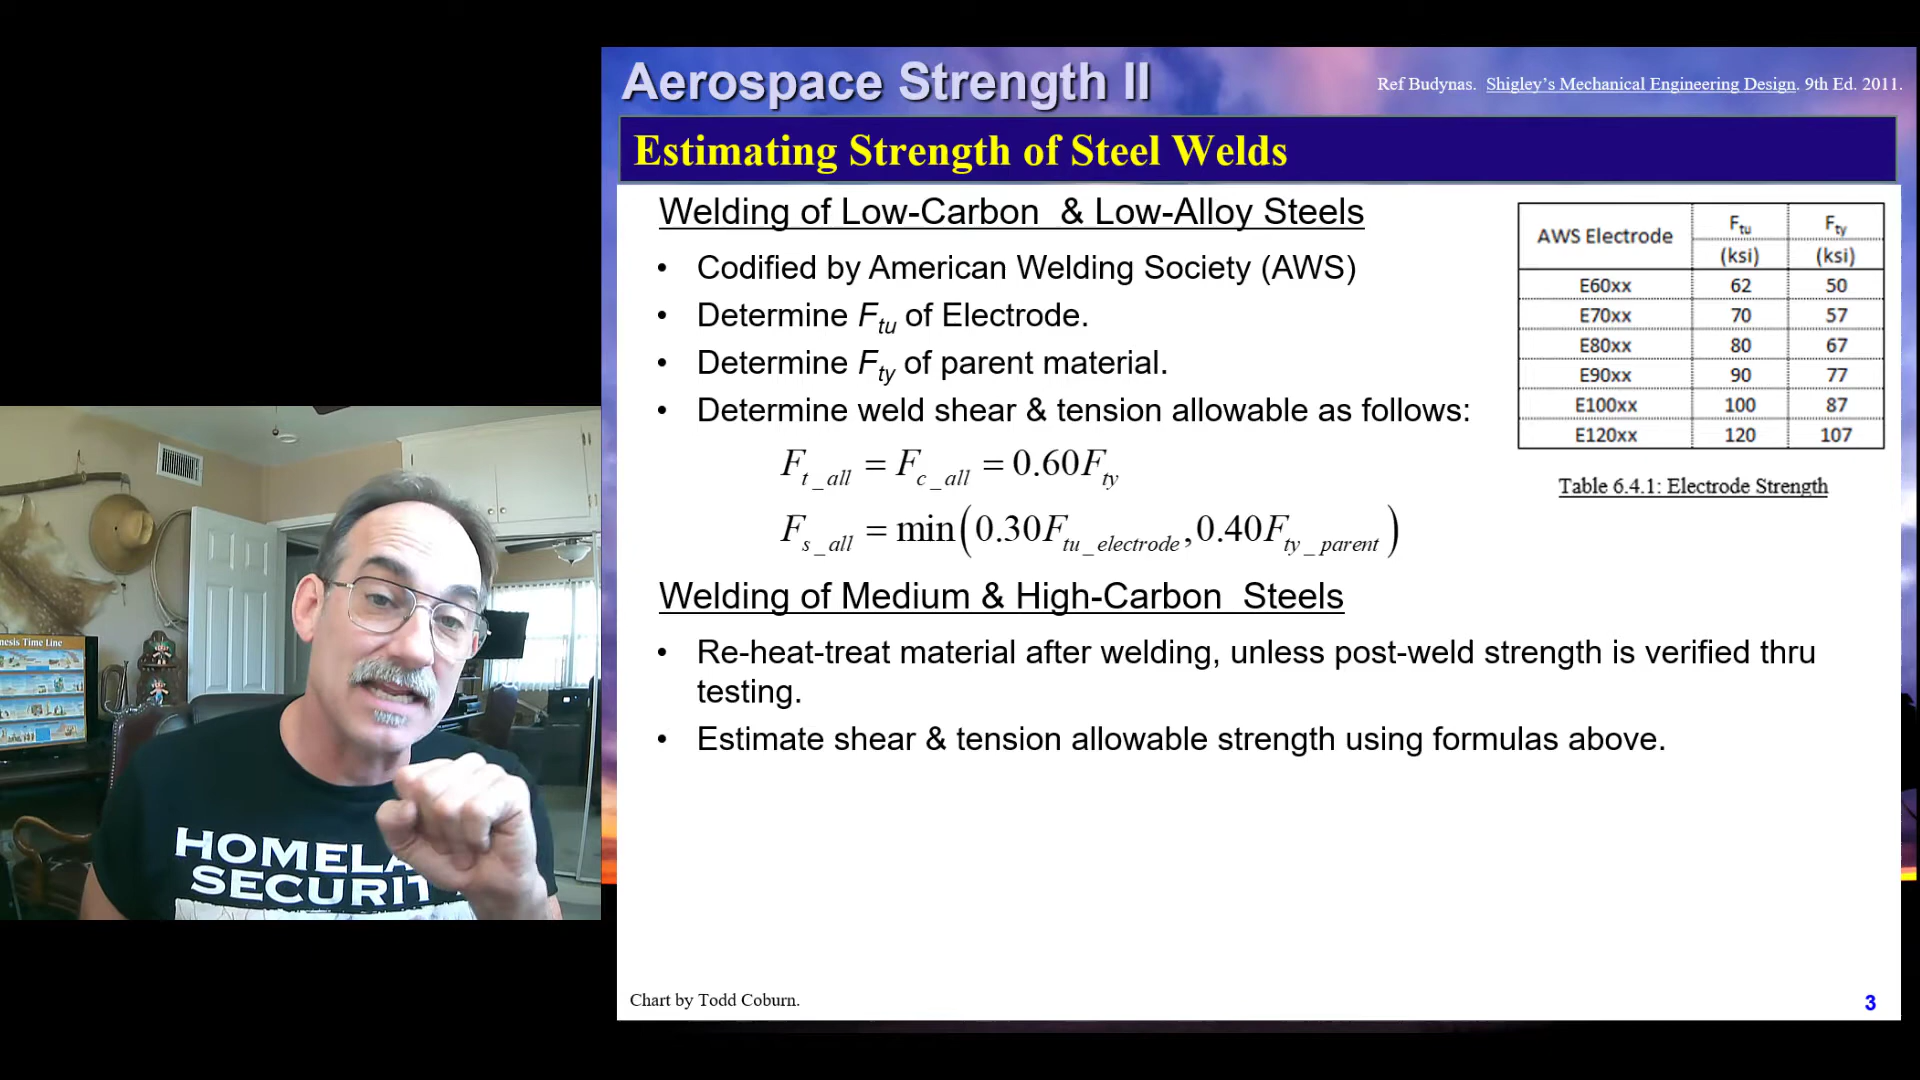 Aerospace Strength II
Ref Budynas. Shigley's Mechanical Engineering Design. 9th Ed. 2011.
Estimating Strength of Steel Welds
Welding of Low-Carbon & Low-Alloy Steels
• Codified by American Welding Society (AWS)
• Determine Ftu of Electrode.
• Determine Fty of parent material.
• Determine weld shear & tension allowable as follows:
Ft_all = Fc_all = 0.60Fty
Fs_all = min(0.30Ftu_electrode, 0.40Fty_parent)
AWS Electrode Ftu Fty
(ksi) (ksi)
E60xx 62 50
E70xx 70 57
E80xx 80 67
E90xx 90 77
E100xx 100 87
E120xx 120 107
Table 6.4.1: Electrode Strength
Welding of Medium & High-Carbon Steels
• Re-heat-treat material after welding, unless post-weld strength is verified thru
testing.
• Estimate shear & tension allowable strength using formulas above.
Chart by Todd Coburn.
3
Time Line
HOMELA
SECURIT